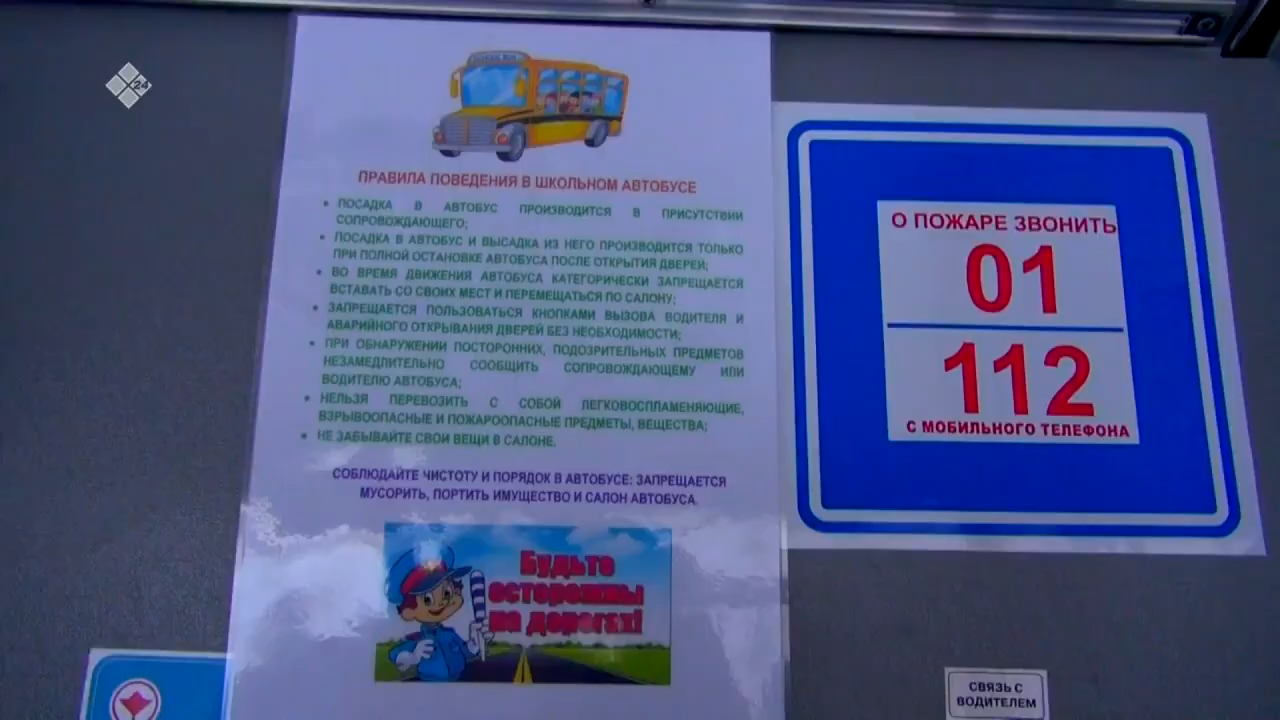 24
SCHOOL BUS
ПРАВИЛА ПОВЕДЕНИЯ В ШКОЛЬНОМ АВТОБУСЕ
• ПОСАДКА В АВТОБУС ПРОИЗВОДИТСЯ В ПРИСУТСТВИИ
СОПРОВОЖДАЮЩЕГО;
• ПОСАДКА В АВТОБУС И ВЫСАДКА ИЗ НЕГО ПРОИЗВОДИТСЯ ТОЛЬКО
ПРИ ПОЛНОЙ ОСТАНОВКЕ АВТОБУСА ПОСЛЕ ОТКРЫТИЯ ДВЕРЕЙ;
• ВО ВРЕМЯ ДВИЖЕНИЯ АВТОБУСА КАТЕГОРИЧЕСКИ ЗАПРЕЩАЕТСЯ
ВСТАВАТЬ СО СВОИХ МЕСТ И ПЕРЕМЕЩАТЬСЯ ПО САЛОНУ;
• ЗАПРЕЩАЕТСЯ ПОЛЬЗОВАТЬСЯ КНОПКАМИ ВЫЗОВА ВОДИТЕЛЯ И
АВАРИЙНОГО ОТКРЫВАНИЯ ДВЕРЕЙ БЕЗ НЕОБХОДИМОСТИ;
• ПРИ ОБНАРУЖЕНИИ ПОСТОРОННИХ, ПОДОЗРИТЕЛЬНЫХ ПРЕДМЕТОВ
НЕЗАМЕДЛИТЕЛЬНО СООБЩИТЬ СОПРОВОЖДАЮЩЕМУ ИЛИ
ВОДИТЕЛЮ АВТОБУСА;
• НЕЛЬЗЯ ПЕРЕВОЗИТЬ С СОБОЙ ЛЕГКОВОСПЛАМЕНЯЮЩИЕ,
ВЗРЫВООПАСНЫЕ И ПОЖАРООПАСНЫЕ ПРЕДМЕТЫ, ВЕЩЕСТВА;
• НЕ ЗАБЫВАЙТЕ СВОИ ВЕЩИ В САЛОНЕ.
СОБЛЮДАЙТЕ ЧИСТОТУ И ПОРЯДОК В АВТОБУСЕ: ЗАПРЕЩАЕТСЯ
МУСОРИТЬ, ПОРТИТЬ ИМУЩЕСТВО И САЛОН АВТОБУСА.
Будьте
осторожны
на дорогах!
О ПОЖАРЕ ЗВОНИТЬ
01
112
С МОБИЛЬНОГО ТЕЛЕФОНА
СВЯЗЬ С
ВОДИТЕЛЕМ